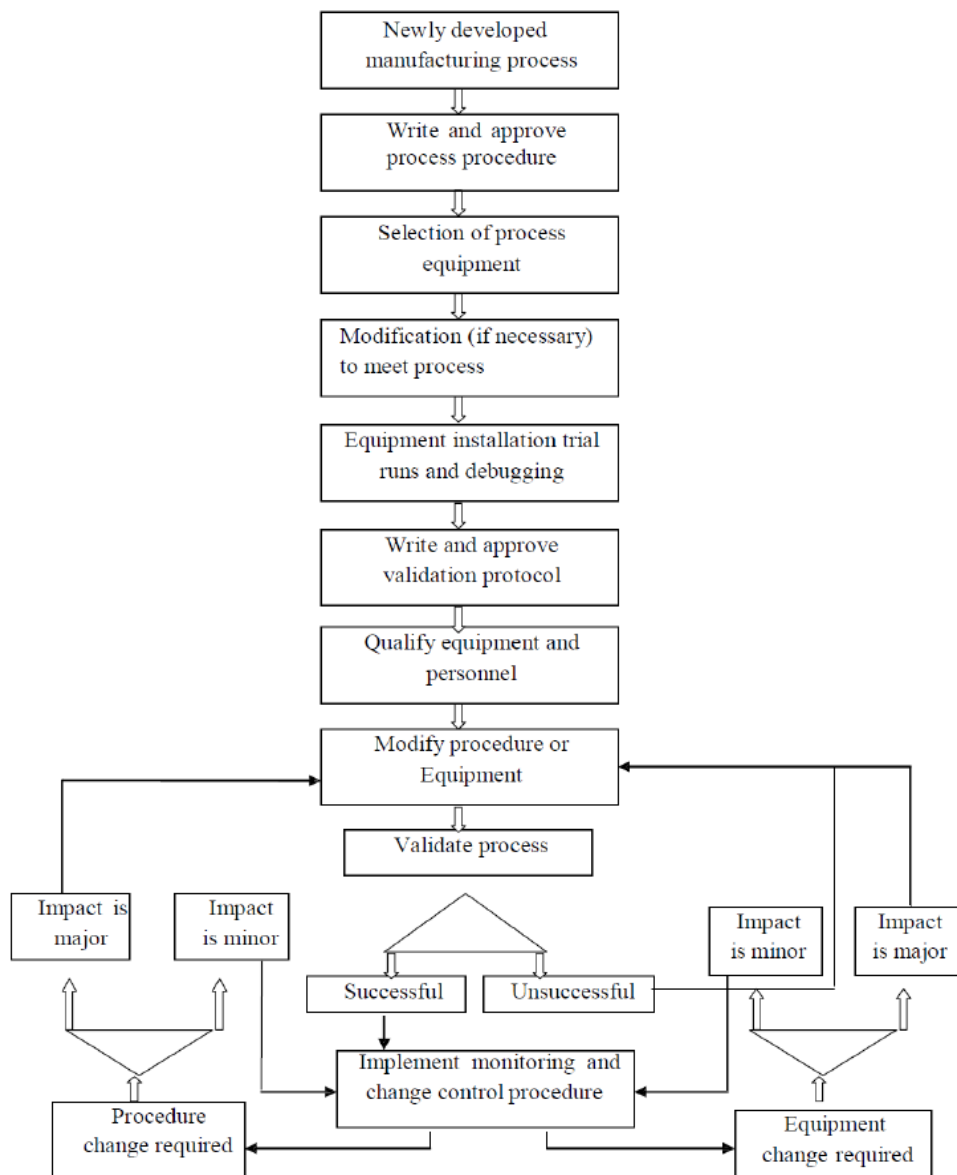 Newly developed
manufacturing process
Write and approve
process procedure
Selection of process
equipment
Modification (if necessary)
to meet process
Equipment installation trial
runs and debugging
Write and approve
validation protocol
Qualify equipment and
personnel
Modify procedure or
Equipment
Validate process
Impact is
major
Impact
is minor
Impact
is minor
Impact
is major
Successful
Unsuccessful
Implement monitoring and
change control procedure
Procedure
change required
Equipment
change required